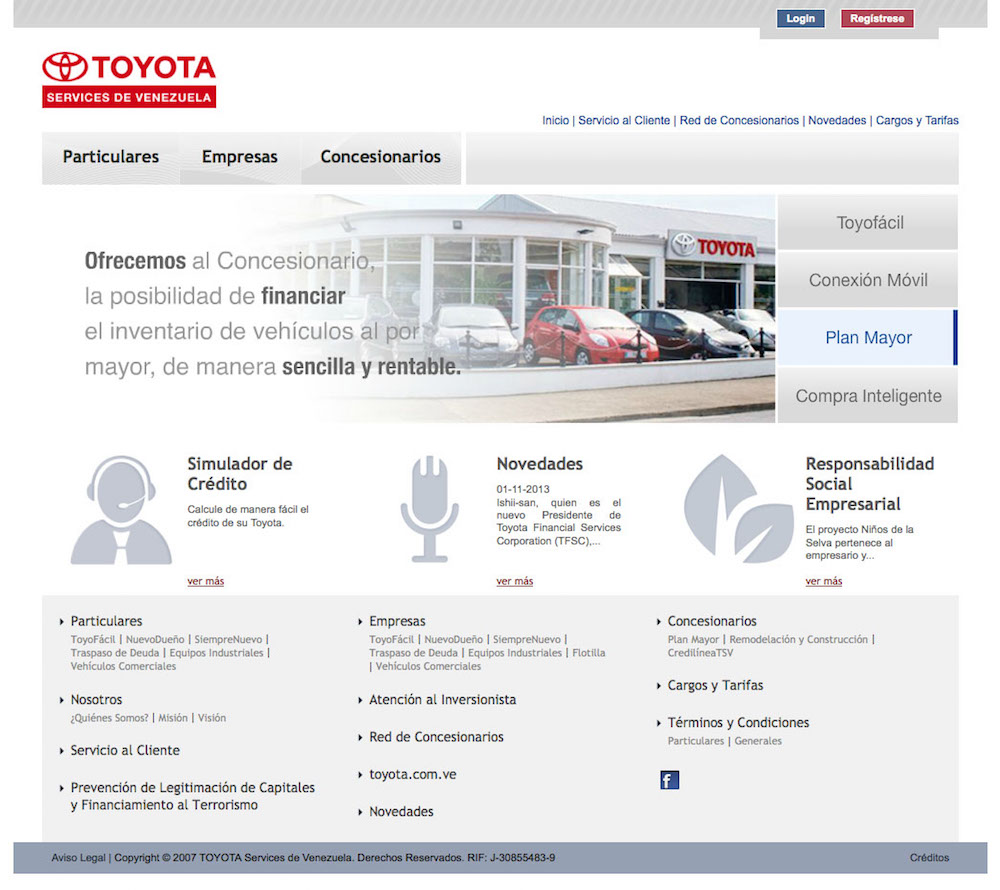 Login
Regístrese
TOYOTA
SERVICES DE VENEZUELA
Inicio | Servicio al Cliente | Red de Concesionarios | Novedades | Cargos y Tarifas
Particulares
Empresas
Concesionarios
Ofrecemos al Concesionario,
la posibilidad de financiar
el inventario de vehículos al por
mayor, de manera sencilla y rentable.
TOYOTA
Toyofácil
Conexión Móvil
Plan Mayor
Compra Inteligente
Simulador de
Crédito
Calcule de manera fácil el
crédito de su Toyota.
ver más
Novedades
01-11-2013
Ishii-san, quien es el
nuevo Presidente de
Toyota Financial Services
Corporation (TFSC),...
ver más
Responsabilidad
Social
Empresarial
El proyecto Niños de la
Selva pertenece al
empresario y...
ver más
Particulares
ToyoFácil | NuevoDueño | SiempreNuevo |
Traspaso de Deuda | Equipos Industriales |
Vehículos Comerciales
Nosotros
¿Quiénes Somos? | Misión | Visión
Servicio al Cliente
Prevención de Legitimación de Capitales
y Financiamiento al Terrorismo
Empresas
ToyoFácil | NuevoDueño | SiempreNuevo |
Traspaso de Deuda | Equipos Industriales | Flotilla
| Vehículos Comerciales
Atención al Inversionista
Red de Concesionarios
toyota.com.ve
Novedades
Concesionarios
Plan Mayor | Remodelación y Construcción |
CredilíneaTSV
Cargos y Tarifas
Términos y Condiciones
Particulares | Generales
f
Aviso Legal | Copyright © 2007 TOYOTA Services de Venezuela. Derechos Reservados. RIF: J-30855483-9
Créditos